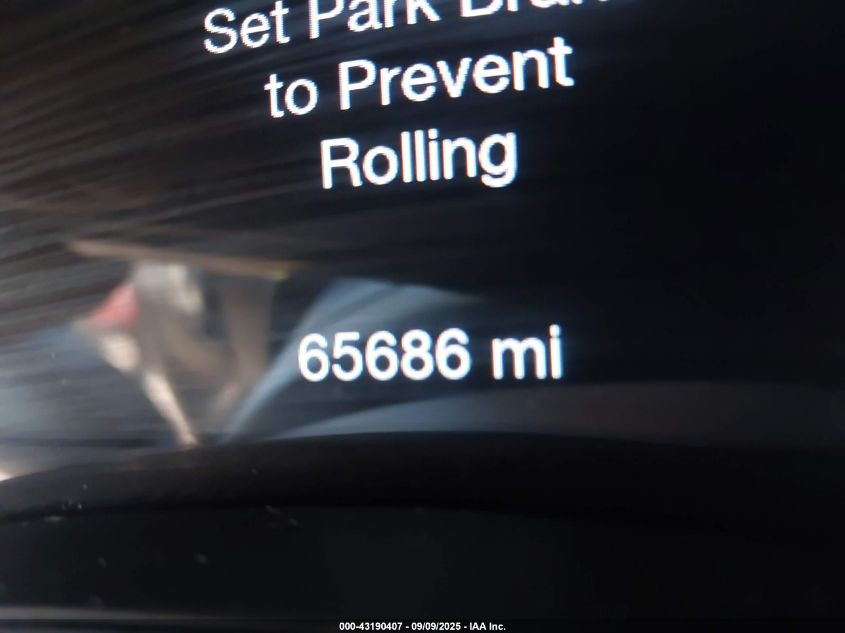 Set Park
to Prevent
Rolling
65686 mi
000-43190407 - 09/09/2025 - IAA Inc.